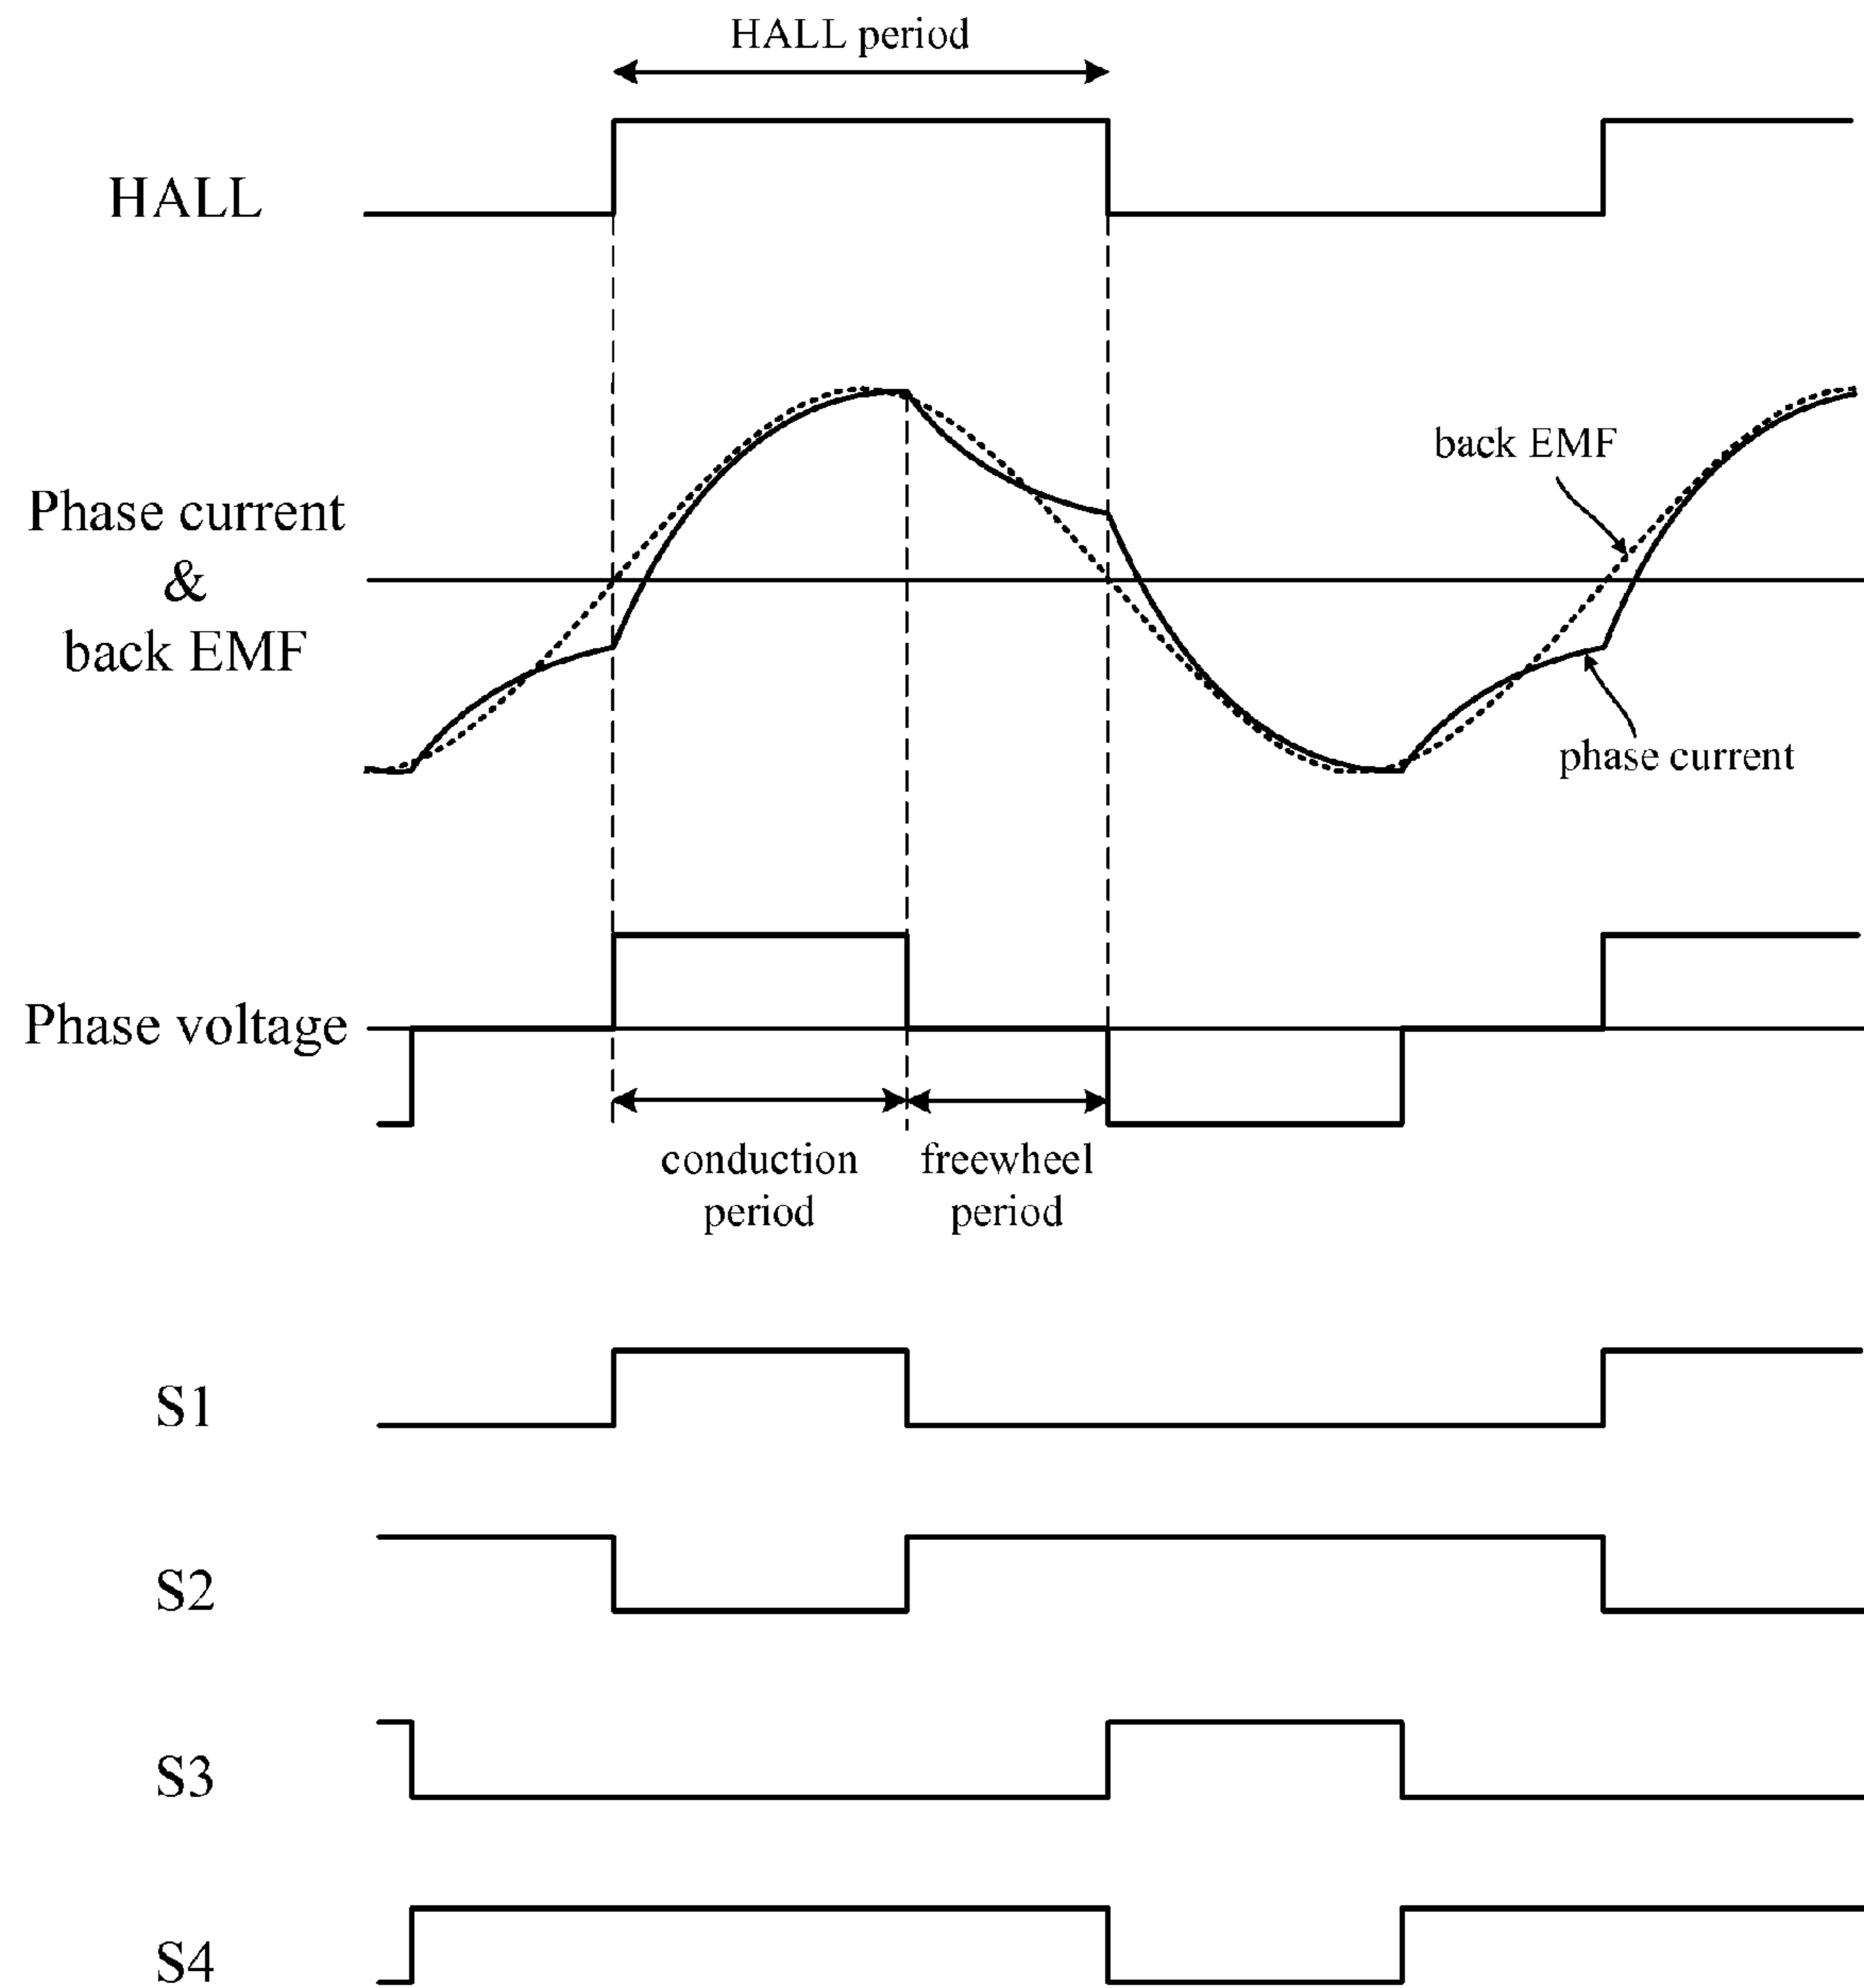 HALL period
HALL
back EMF
Phase current
&
back EMF
phase current
Phase voltage
conduction
period
freewheel
period
S1
S2
S3
S4